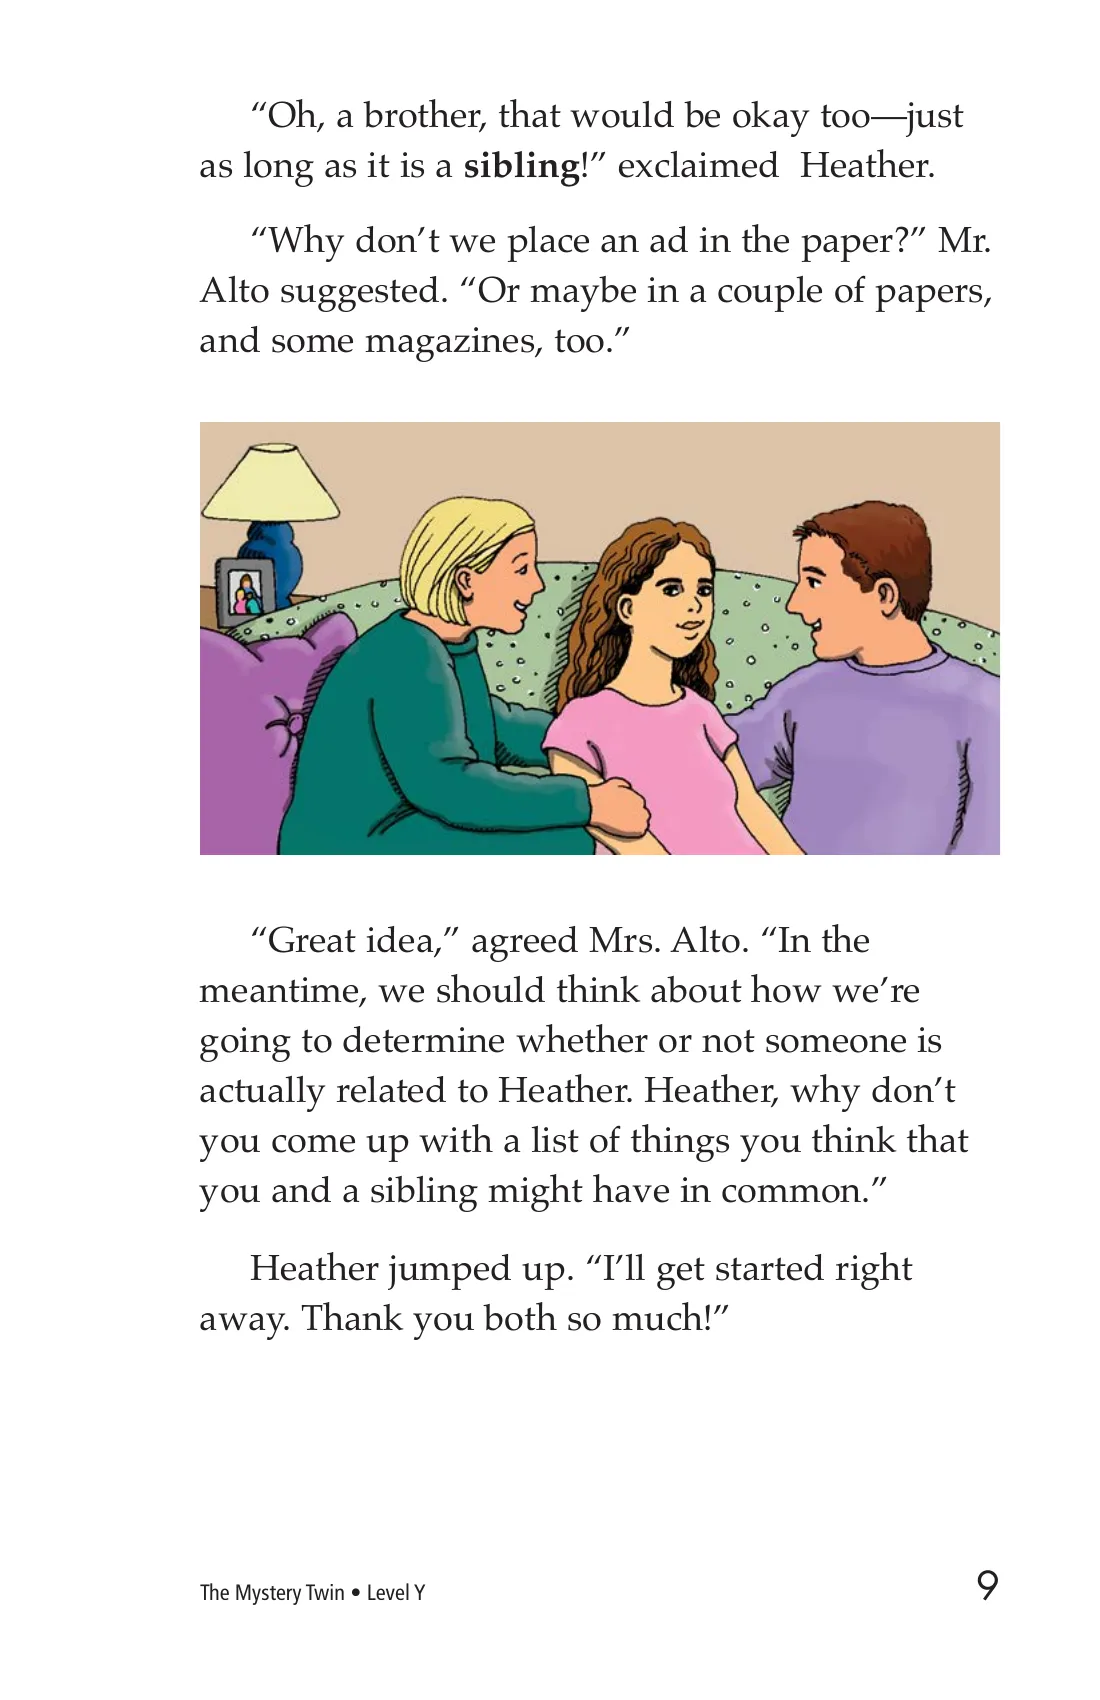 “Oh, a brother, that would be okay too—just
as long as it is a sibling!” exclaimed  Heather.
“Why don’t we place an ad in the paper?” Mr.
Alto suggested. “Or maybe in a couple of papers,
and some magazines, too.”
“Great idea,” agreed Mrs. Alto. “In the
meantime, we should think about how we’re
going to determine whether or not someone is
actually related to Heather. Heather, why don’t
you come up with a list of things you think that
you and a sibling might have in common.”
Heather jumped up. “I’ll get started right
away. Thank you both so much!”
The Mystery Twin • Level Y
9